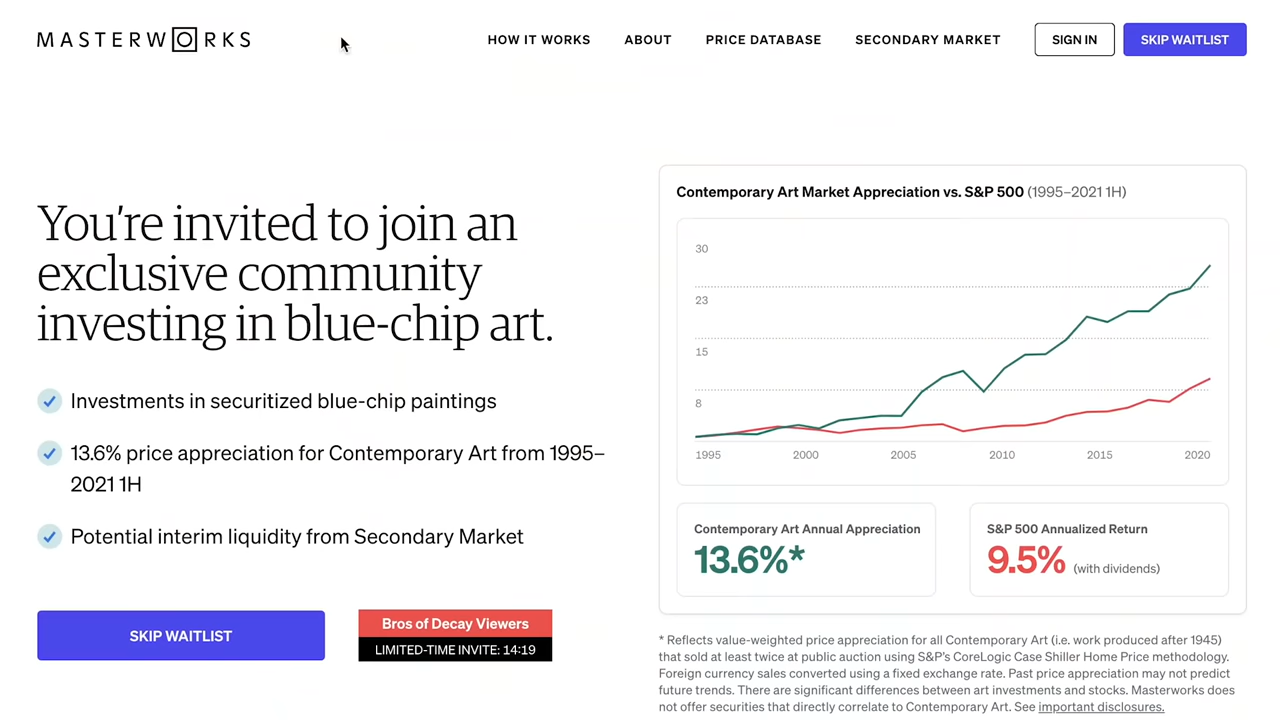 MASTERWORKS
HOW IT WORKS
ABOUT
PRICE DATABASE
SECONDARY MARKET
SIGN IN
SKIP WAITLIST
You're invited to join an
exclusive community
investing in blue-chip art.
Investments in securitized blue-chip paintings
13.6% price appreciation for Contemporary Art from 1995–
2021 1H
Potential interim liquidity from Secondary Market
SKIP WAITLIST
Bros of Decay Viewers
LIMITED-TIME INVITE: 14:19
Contemporary Art Market Appreciation vs. S&P 500 (1995–2021 1H)
30
23
15
8
1995 2000 2005 2010 2015 2020
Contemporary Art Annual Appreciation
13.6%*
S&P 500 Annualized Return
9.5% (with dividends)
* Reflects value-weighted price appreciation for all Contemporary Art (i.e. work produced after 1945)
that sold at least twice at public auction using S&P's CoreLogic Case Shiller Home Price methodology.
Foreign currency sales converted using a fixed exchange rate. Past price appreciation may not predict
future trends. There are significant differences between art investments and stocks. Masterworks does
not offer securities that directly correlate to Contemporary Art. See important disclosures.